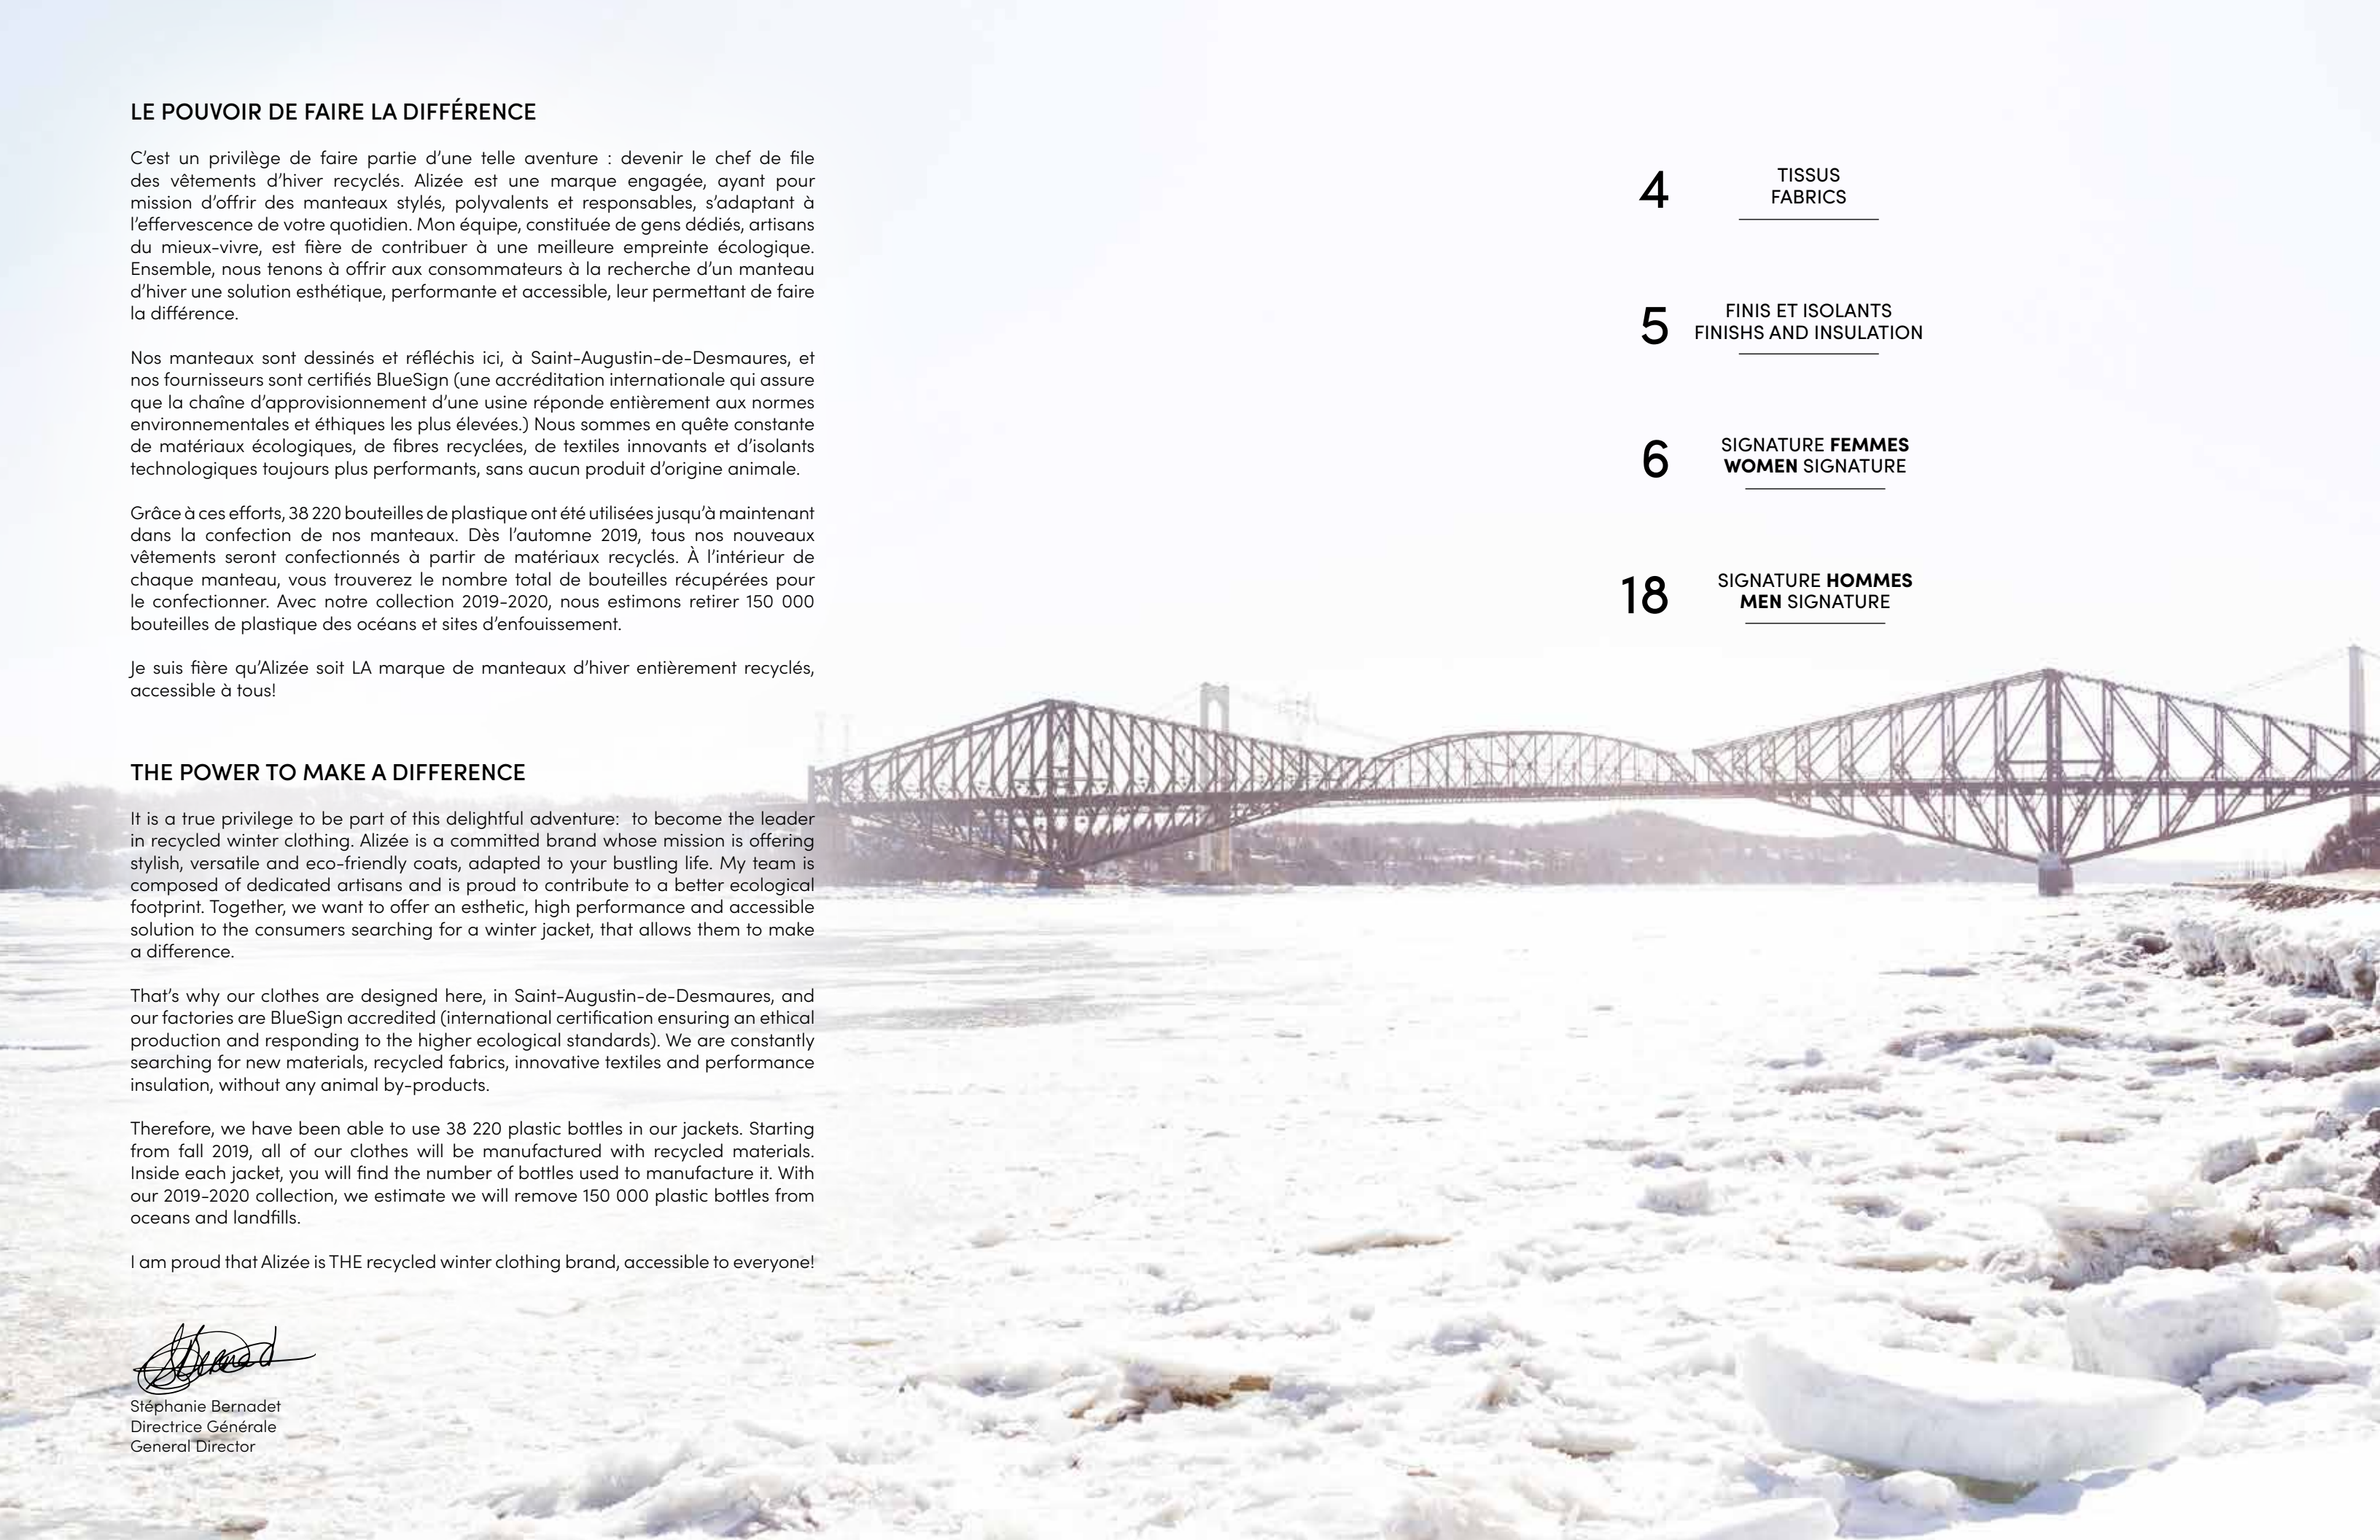 LE POUVOIR DE FAIRE LA DIFFÉRENCE
C'est un privilège de faire partie d'une telle aventure : devenir le chef de file
des vêtements d'hiver recyclés. Alizée est une marque engagée, ayant pour
mission d'offrir des manteaux stylés, polyvalents et responsables, s'adaptant à
l'effervescence de votre quotidien. Mon équipe, constituée de gens dédiés, artisans
du mieux-vivre, est fière de contribuer à une meilleure empreinte écologique.
Ensemble, nous tenons à offrir aux consommateurs à la recherche d'un manteau
d'hiver une solution esthétique, performante et accessible, leur permettant de faire
la différence.
Nos manteaux sont dessinés et réfléchis ici, à Saint-Augustin-de-Desmaures, et
nos fournisseurs sont certifiés BlueSign (une accréditation internationale qui assure
que la chaîne d'approvisionnement d'une usine réponde entièrement aux normes
environnementales et éthiques les plus élevées.) Nous sommes en quête constante
de matériaux écologiques, de fibres recyclées, de textiles innovants et d'isolants
technologiques toujours plus performants, sans aucun produit d'origine animale.
Grâce à ces efforts, 38 220 bouteilles de plastique ont été utilisées jusqu'à maintenant
dans la confection de nos manteaux. Dès l'automne 2019, tous nos nouveaux
vêtements seront confectionnés à partir de matériaux recyclés. À l'intérieur de
chaque manteau, vous trouverez le nombre total de bouteilles récupérées pour
le confectionner. Avec notre collection 2019-2020, nous estimons retirer 150 000
bouteilles de plastique des océans et sites d'enfouissement.
Je suis fière qu'Alizée soit LA marque de manteaux d'hiver entièrement recyclés,
accessible à tous!
THE POWER TO MAKE A DIFFERENCE
It is a true privilege to be part of this delightful adventure: to become the leader
in recycled winter clothing. Alizée is a committed brand whose mission is offering
stylish, versatile and eco-friendly coats, adapted to your bustling life. My team is
composed of dedicated artisans and is proud to contribute to a better ecological
footprint. Together, we want to offer an esthetic, high performance and accessible
solution to the consumers searching for a winter jacket, that allows them to make
a difference.
That's why our clothes are designed here, in Saint-Augustin-de-Desmaures, and
our factories are BlueSign accredited (international certification ensuring an ethical
production and responding to the higher ecological standards). We are constantly
searching for new materials, recycled fabrics, innovative textiles and performance
insulation, without any animal by-products.
Therefore, we have been able to use 38 220 plastic bottles in our jackets. Starting
from fall 2019, all of our clothes will be manufactured with recycled materials.
Inside each jacket, you will find the number of bottles used to manufacture it. With
our 2019-2020 collection, we estimate we will remove 150 000 plastic bottles from
oceans and landfills.
I am proud that Alizée is THE recycled winter clothing brand, accessible to everyone!
Stéphanie Bernadet
Directrice Générale
General Director
4
TISSUS
FABRICS
5
FINIS ET ISOLANTS
FINISHS AND INSULATION
6
SIGNATURE FEMMES
WOMEN SIGNATURE
18
SIGNATURE HOMMES
MEN SIGNATURE